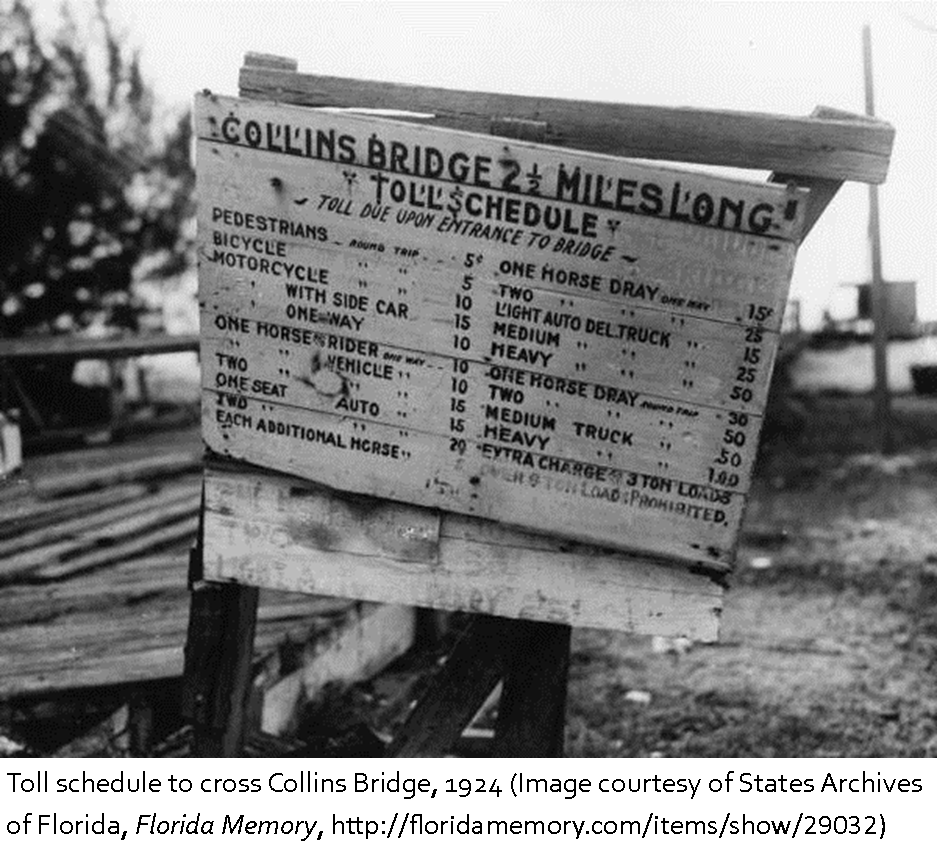 COLLINS BRIDGE 2½ MILES LONG
TOLL SCHEDULE
TOLL DUE UPON ENTRANCE TO BRIDGE
PEDESTRIANS ROUND TRIP 5¢
BICYCLE " " 5
MOTORCYCLE " " 10
" WITH SIDE CAR 15
" ONE-WAY 10
ONE HORSE & RIDER ONE WAY 10
" " VEHICLE " 10
TWO " " " 15
ONE SEAT AUTO " 15
TWO " " " 20
EACH ADDITIONAL HORSE "
ONE HORSE DRAY ONE WAY 15¢
TWO " " " 25
LIGHT AUTO DEL. TRUCK " 15
MEDIUM " " " 25
HEAVY " " " 50
ONE HORSE DRAY ROUND TRIP 30
TWO " " " 50
MEDIUM TRUCK " 50
HEAVY " " 1.00
EXTRA CHARGE @ 3 TON LOADS
OVER 9 TON LOAD: PROHIBITED.
Toll schedule to cross Collins Bridge, 1924 (Image courtesy of States Archives
of Florida, Florida Memory, http://floridamemory.com/items/show/29032)